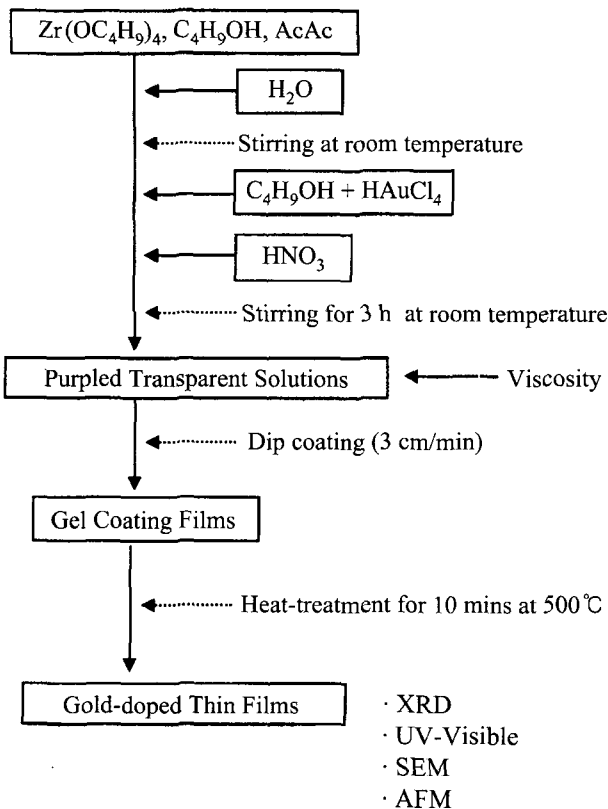 Zr(OC₄H₉)₄, C₄H₉OH, AcAc
H₂O
Stirring at room temperature
C₄H₉OH + HAuCl₄
HNO₃
Stirring for 3 h at room temperature
Purpled Transparent Solutions
Viscosity
Dip coating (3 cm/min)
Gel Coating Films
Heat-treatment for 10 mins at 500℃
Gold-doped Thin Films
· XRD
· UV-Visible
· SEM
· AFM